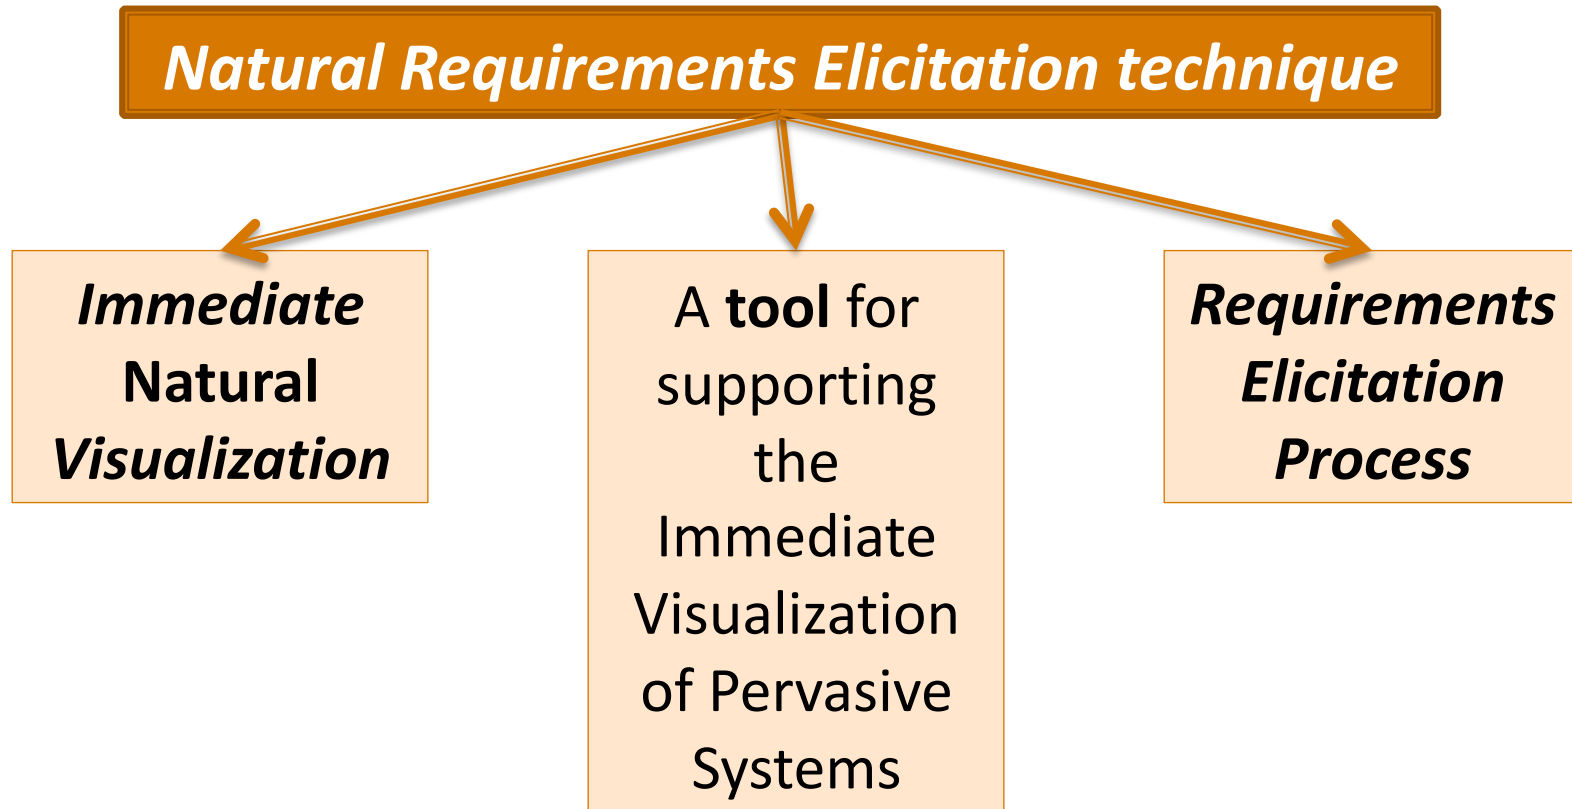 Natural Requirements Elicitation technique
Immediate
Natural
Visualization
A tool for
supporting
the
Immediate
Visualization
of Pervasive
Systems
Requirements
Elicitation
Process